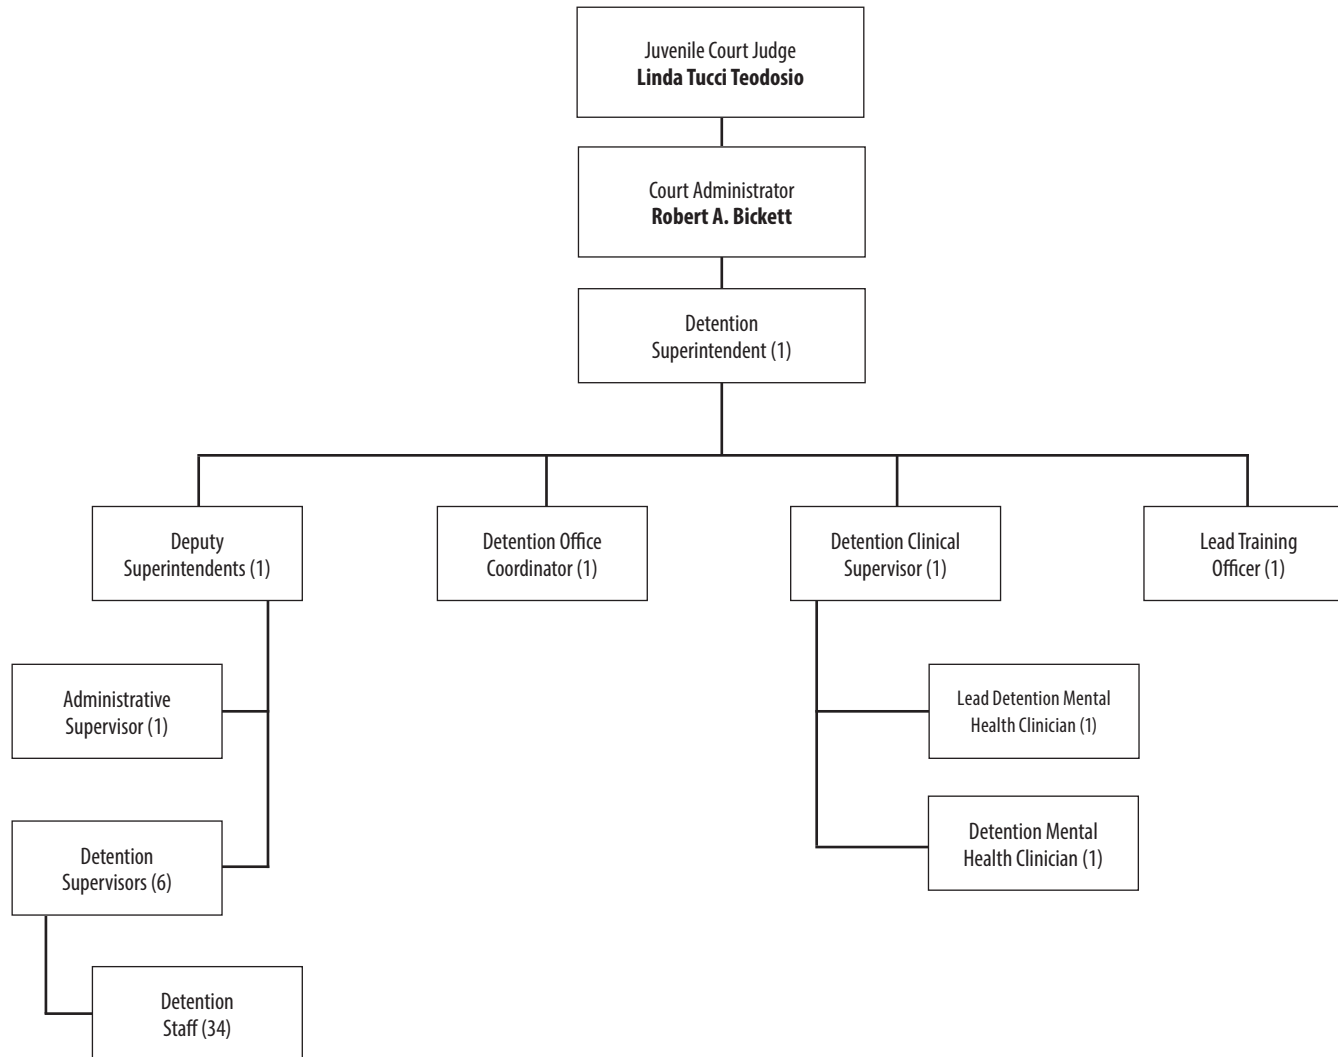 Juvenile Court Judge
Linda Tucci Teodosio
Court Administrator
Robert A. Bickett
Detention
Superintendent (1)
Deputy
Superintendents (1)
Detention Office
Coordinator (1)
Detention Clinical
Supervisor (1)
Lead Training
Officer (1)
Administrative
Supervisor (1)
Lead Detention Mental
Health Clinician (1)
Detention
Supervisors (6)
Detention Mental
Health Clinician (1)
Detention
Staff (34)